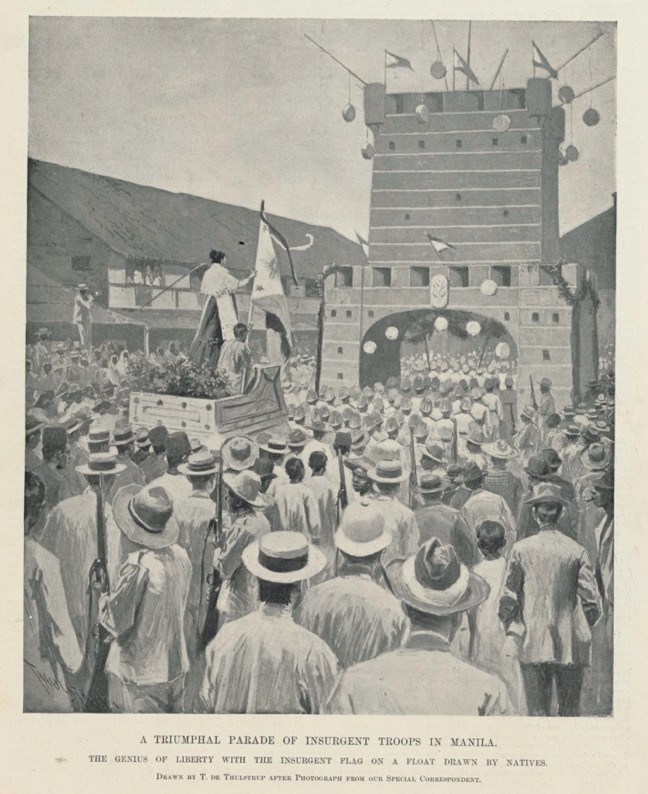 A TRIUMPHAL PARADE OF INSURGENT TROOPS IN MANILA.
THE GENIUS OF LIBERTY WITH THE INSURGENT FLAG ON A FLOAT DRAWN BY NATIVES.
DRAWN BY T. DE THULSTRUP AFTER PHOTOGRAPH FROM OUR SPECIAL CORRESPONDENT.